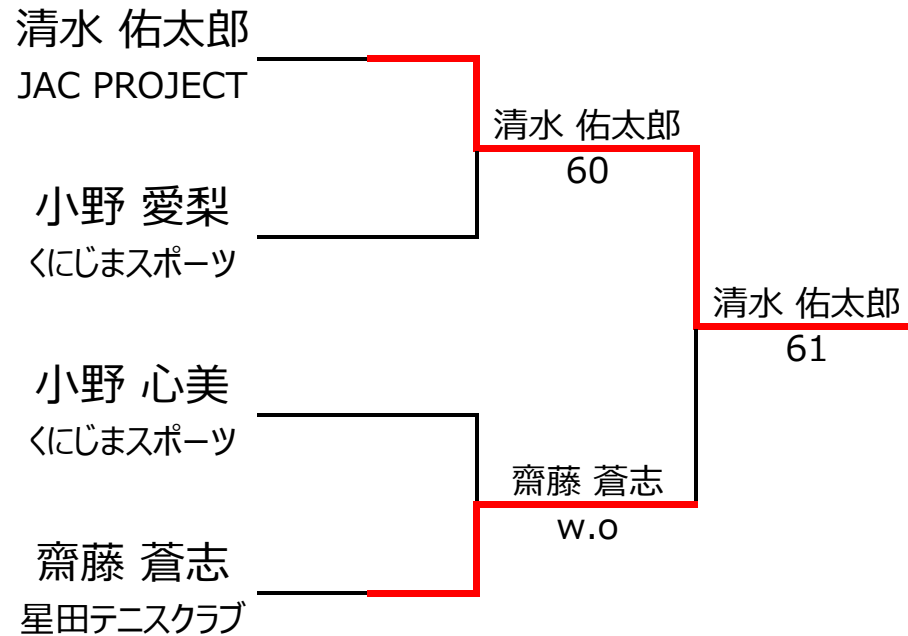 清水 佑太郎
JAC PROJECT
清水 佑太郎
60
小野 愛梨
くにじまスポーツ
清水 佑太郎
61
小野 心美
くにじまスポーツ
齋藤 蒼志
w.o
齋藤 蒼志
星田テニスクラブ